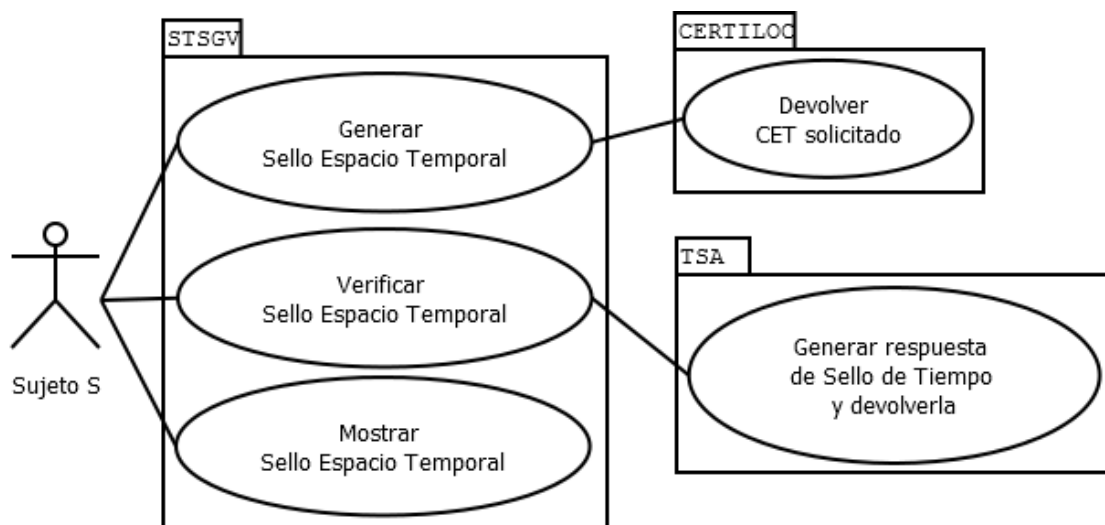 STSGV
Generar
Sello Espacio Temporal
Verificar
Sello Espacio Temporal
Mostrar
Sello Espacio Temporal
Sujeto S
CERTILOC
Devolver
CET solicitado
TSA
Generar respuesta
de Sello de Tiempo
y devolverla